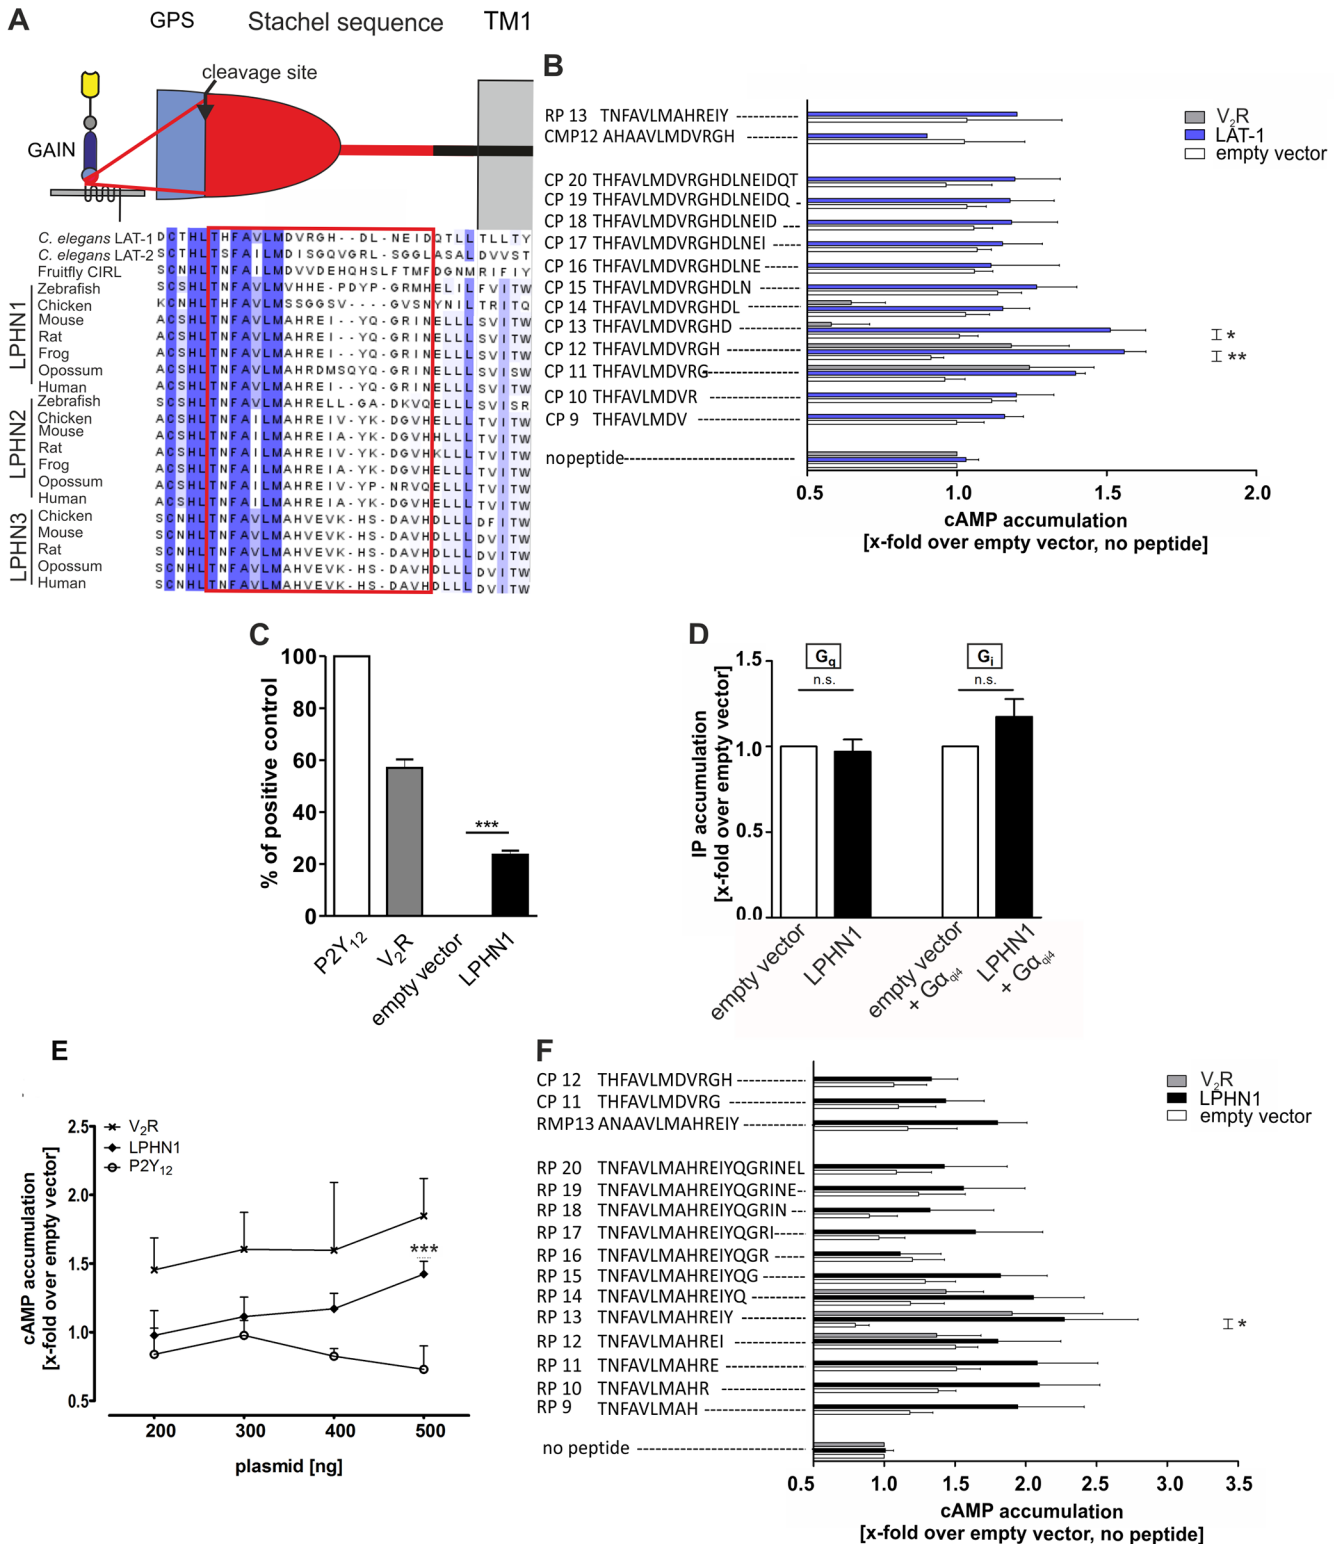 A
GPS
Stachel sequence
TM1
cleavage site
GAIN
C. elegans LAT-1
C. elegans LAT-2
Fruitfly CIRL
LPHN1
Zebrafish
Chicken
Mouse
Rat
Frog
Opossum
Human
LPHN2
Zebrafish
Chicken
Mouse
Rat
Frog
Opossum
Human
LPHN3
Chicken
Mouse
Rat
Opossum
Human
B
RP 13 TNFAVLMAHREIY
CMP12 AHAAVLMDVRGH
CP 20 THFAVLMDVRGHDLNEIDQT
CP 19 THFAVLMDVRGHDLNEIDQ
CP 18 THFAVLMDVRGHDLNEID
CP 17 THFAVLMDVRGHDLNEI
CP 16 THFAVLMDVRGHDLNE
CP 15 THFAVLMDVRGHDLN
CP 14 THFAVLMDVRGHDL
CP 13 THFAVLMDVRGHD
CP 12 THFAVLMDVRGH
CP 11 THFAVLMDVRG
CP 10 THFAVLMDVR
CP 9 THFAVLMDV
nopeptide
*
**
V2R
LAT-1
empty vector
0.5 1.0 1.5 2.0
cAMP accumulation
[x-fold over empty vector, no peptide]
C
% of positive control
100
80
60
40
20
0
***
P2Y12
V2R
empty vector
LPHN1
D
IP accumulation
[x-fold over empty vector]
1.5
1.0
0.5
0.0
Gq
n.s.
Gi
n.s.
empty vector
LPHN1
empty vector
+ Gαqi4
LPHN1
+ Gαqi4
E
cAMP accumulation
[x-fold over empty vector]
2.5
2.0
1.5
1.0
0.5
V2R
LPHN1
P2Y12
***
200 300 400 500
plasmid [ng]
F
CP 12 THFAVLMDVRGH
CP 11 THFAVLMDVRG
RMP13 ANAAVLMAHREIY
RP 20 TNFAVLMAHREIYQGRINEL
RP 19 TNFAVLMAHREIYQGRINE
RP 18 TNFAVLMAHREIYQGRIN
RP 17 TNFAVLMAHREIYQGRI
RP 16 TNFAVLMAHREIYQGR
RP 15 TNFAVLMAHREIYQG
RP 14 TNFAVLMAHREIYQ
RP 13 TNFAVLMAHREIY
RP 12 TNFAVLMAHREI
RP 11 TNFAVLMAHRE
RP 10 TNFAVLMAHR
RP 9 TNFAVLMAH
no peptide
*
V2R
LPHN1
empty vector
0.5 1.0 1.5 2.0 2.5 3.0 3.5
cAMP accumulation
[x-fold over empty vector, no peptide]